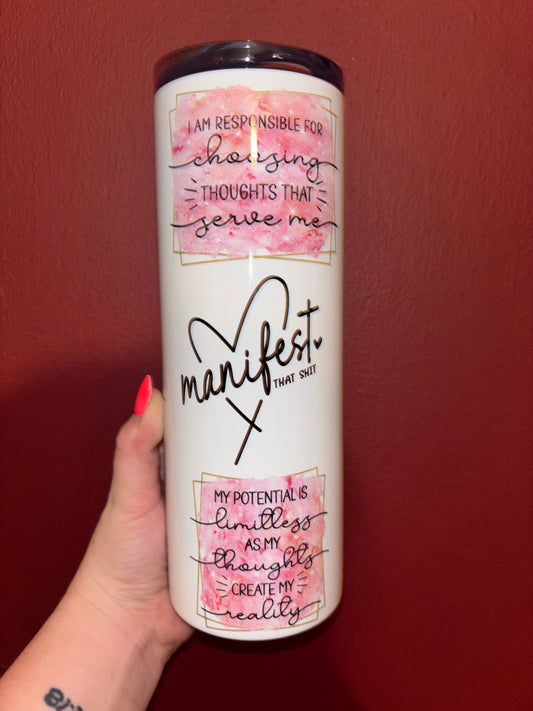 I AM RESPONSIBLE FOR
choosing
THOUGHTS THAT
serve me
manifest
THAT SHIT
MY POTENTIAL IS
limitless
AS MY
thoughts
CREATE MY
reality